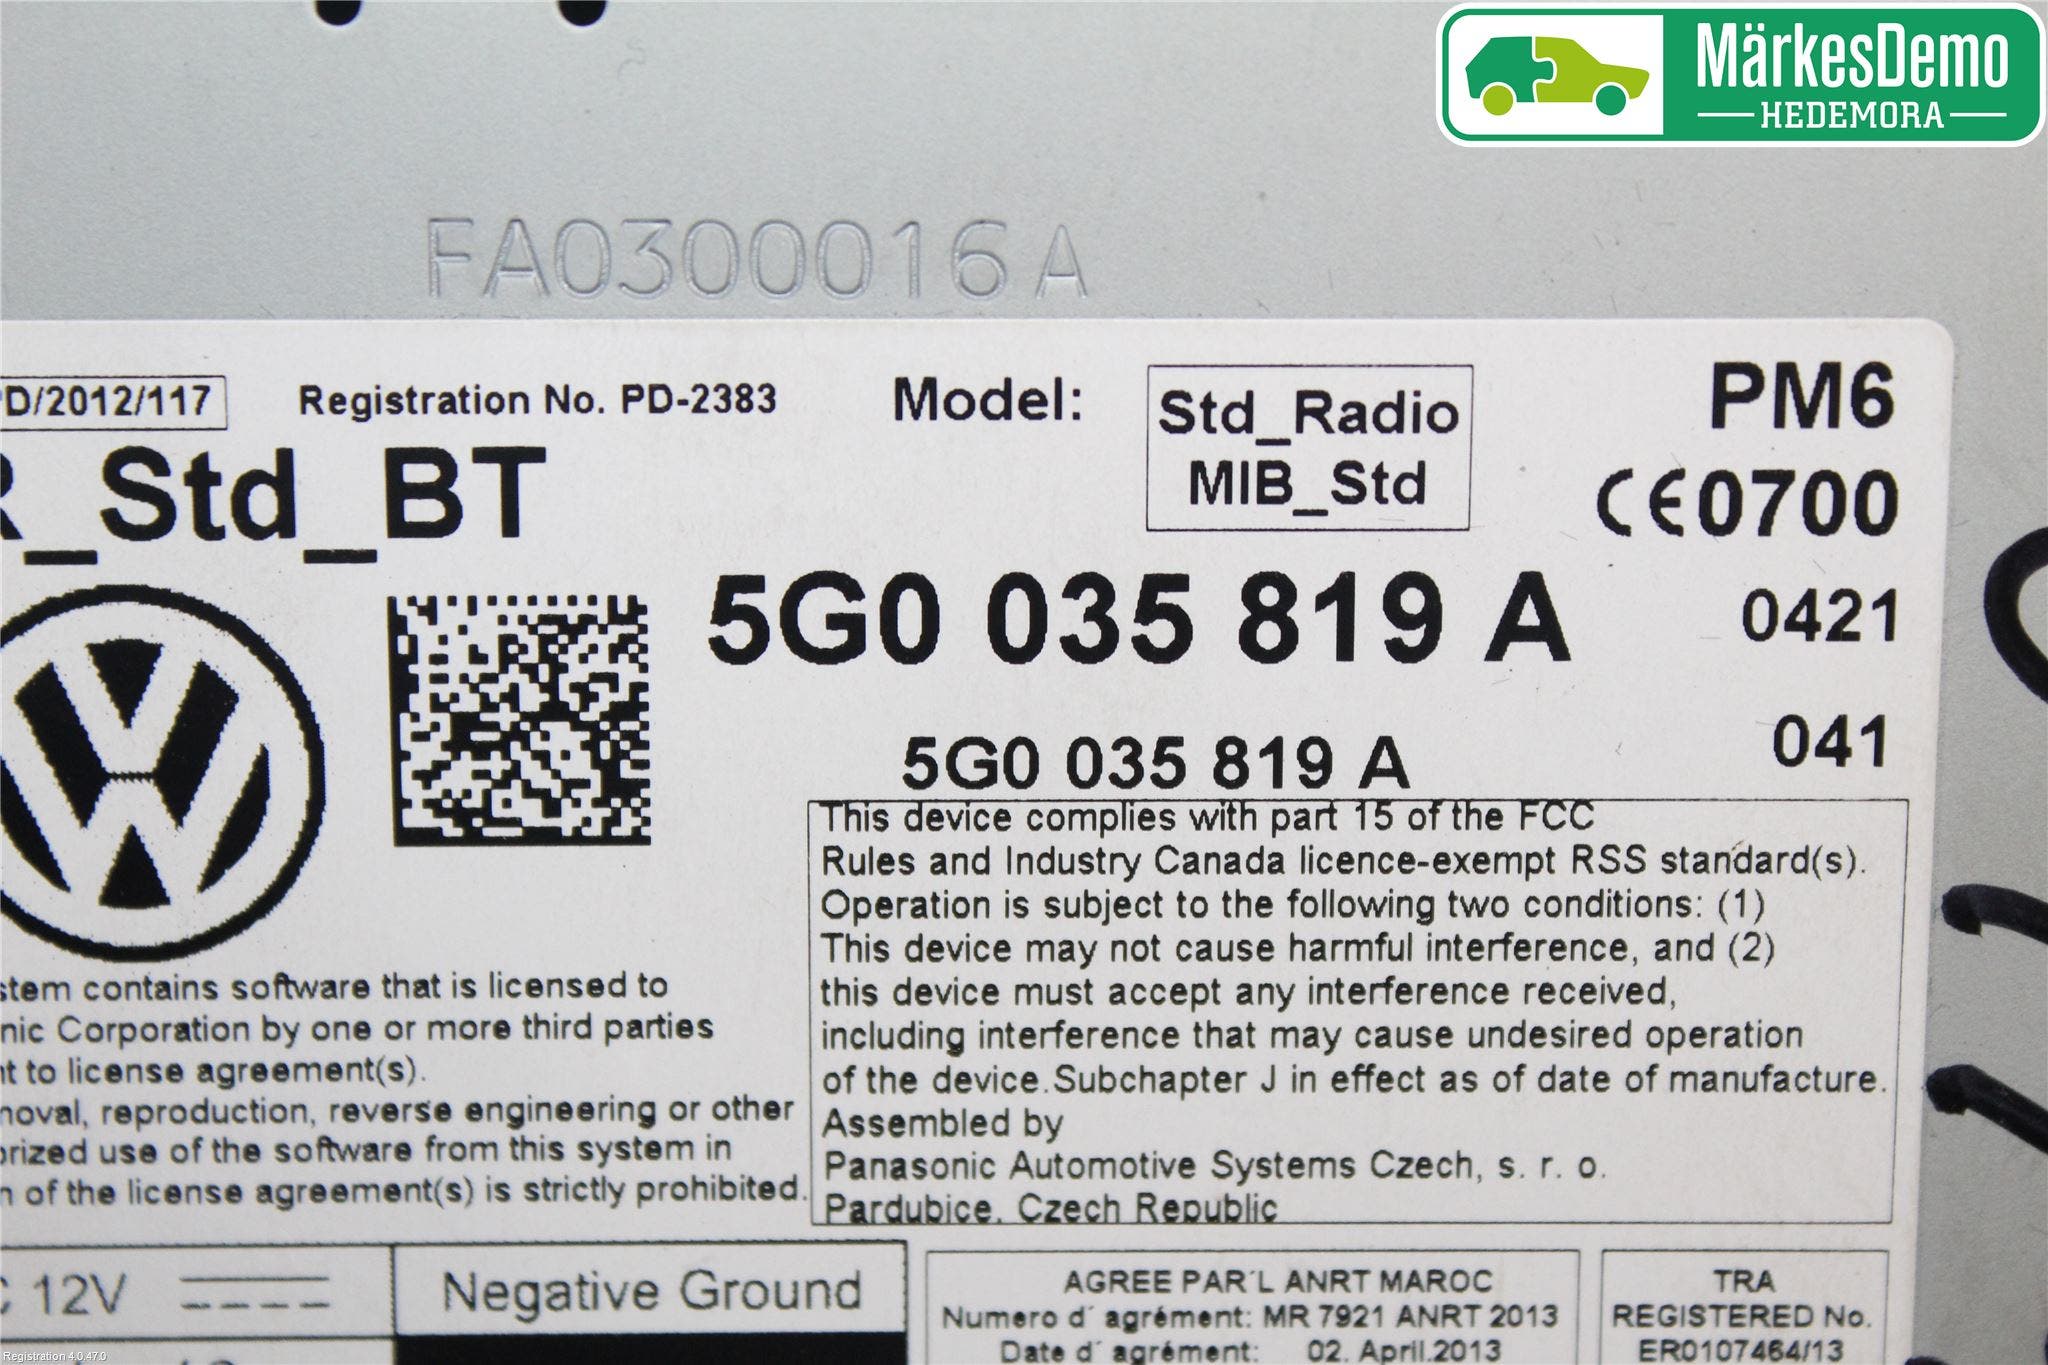 MärkesDemo
HEDEMORA
FA0300016A
PD/2012/117
Registration No. PD-2383
Model:
Std_Radio
MIB_Std
PM6
R_Std_BT
CE0700
5G0 035 819 A
0421
5G0 035 819 A
041
This device complies with part 15 of the FCC
Rules and Industry Canada licence-exempt RSS standard(s).
Operation is subject to the following two conditions: (1)
This device may not cause harmful interference, and (2)
this device must accept any interference received,
including interference that may cause undesired operation
of the device.Subchapter J in effect as of date of manufacture.
Assembled by
Panasonic Automotive Systems Czech, s. r. o.
Pardubice, Czech Republic
stem contains software that is licensed to
nic Corporation by one or more third parties
nt to license agreement(s).
moval, reproduction, reverse engineering or other
orized use of the software from this system in
n of the license agreement(s) is strictly prohibited.
C 12V
Negative Ground
AGREE PAR´L ANRT MAROC
Numero d´ agrément: MR 7921 ANRT 2013
Date d´ agrément: 02. April.2013
TRA
REGISTERED No.
ER0107464/13
Registration 4.0.47.0